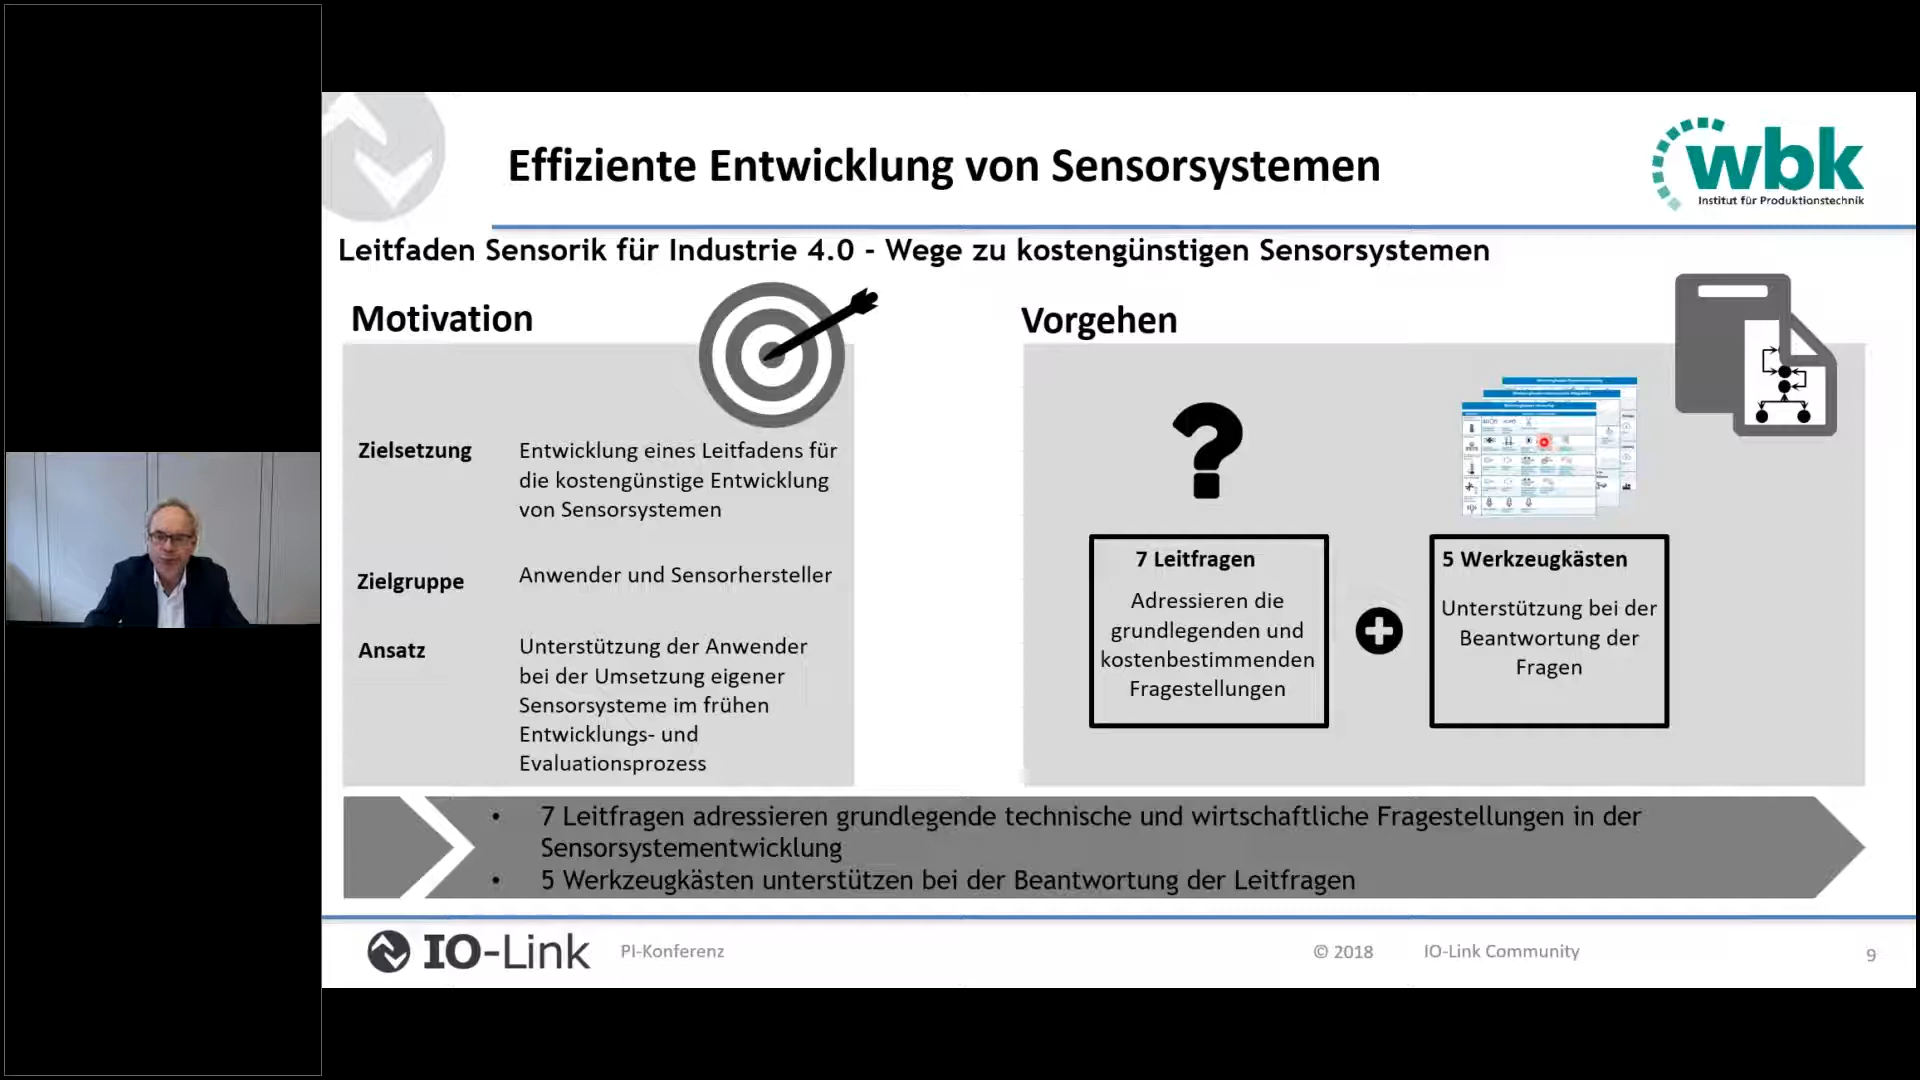 Effiziente Entwicklung von Sensorsystemen
wbk
Institut für Produktionstechnik
Leitfaden Sensorik für Industrie 4.0 - Wege zu kostengünstigen Sensorsystemen
Motivation
Zielsetzung
Entwicklung eines Leitfadens für
die kostengünstige Entwicklung
von Sensorsystemen
Zielgruppe
Anwender und Sensorhersteller
Ansatz
Unterstützung der Anwender
bei der Umsetzung eigener
Sensorsysteme im frühen
Entwicklungs- und
Evaluationsprozess
Vorgehen
7 Leitfragen
Adressieren die
grundlegenden und
kostenbestimmenden
Fragestellungen
5 Werkzeugkästen
Unterstützung bei der
Beantwortung der
Fragen
• 7 Leitfragen adressieren grundlegende technische und wirtschaftliche Fragestellungen in der
Sensorsystementwicklung
• 5 Werkzeugkästen unterstützen bei der Beantwortung der Leitfragen
IO-Link
PI-Konferenz
© 2018
IO-Link Community
9